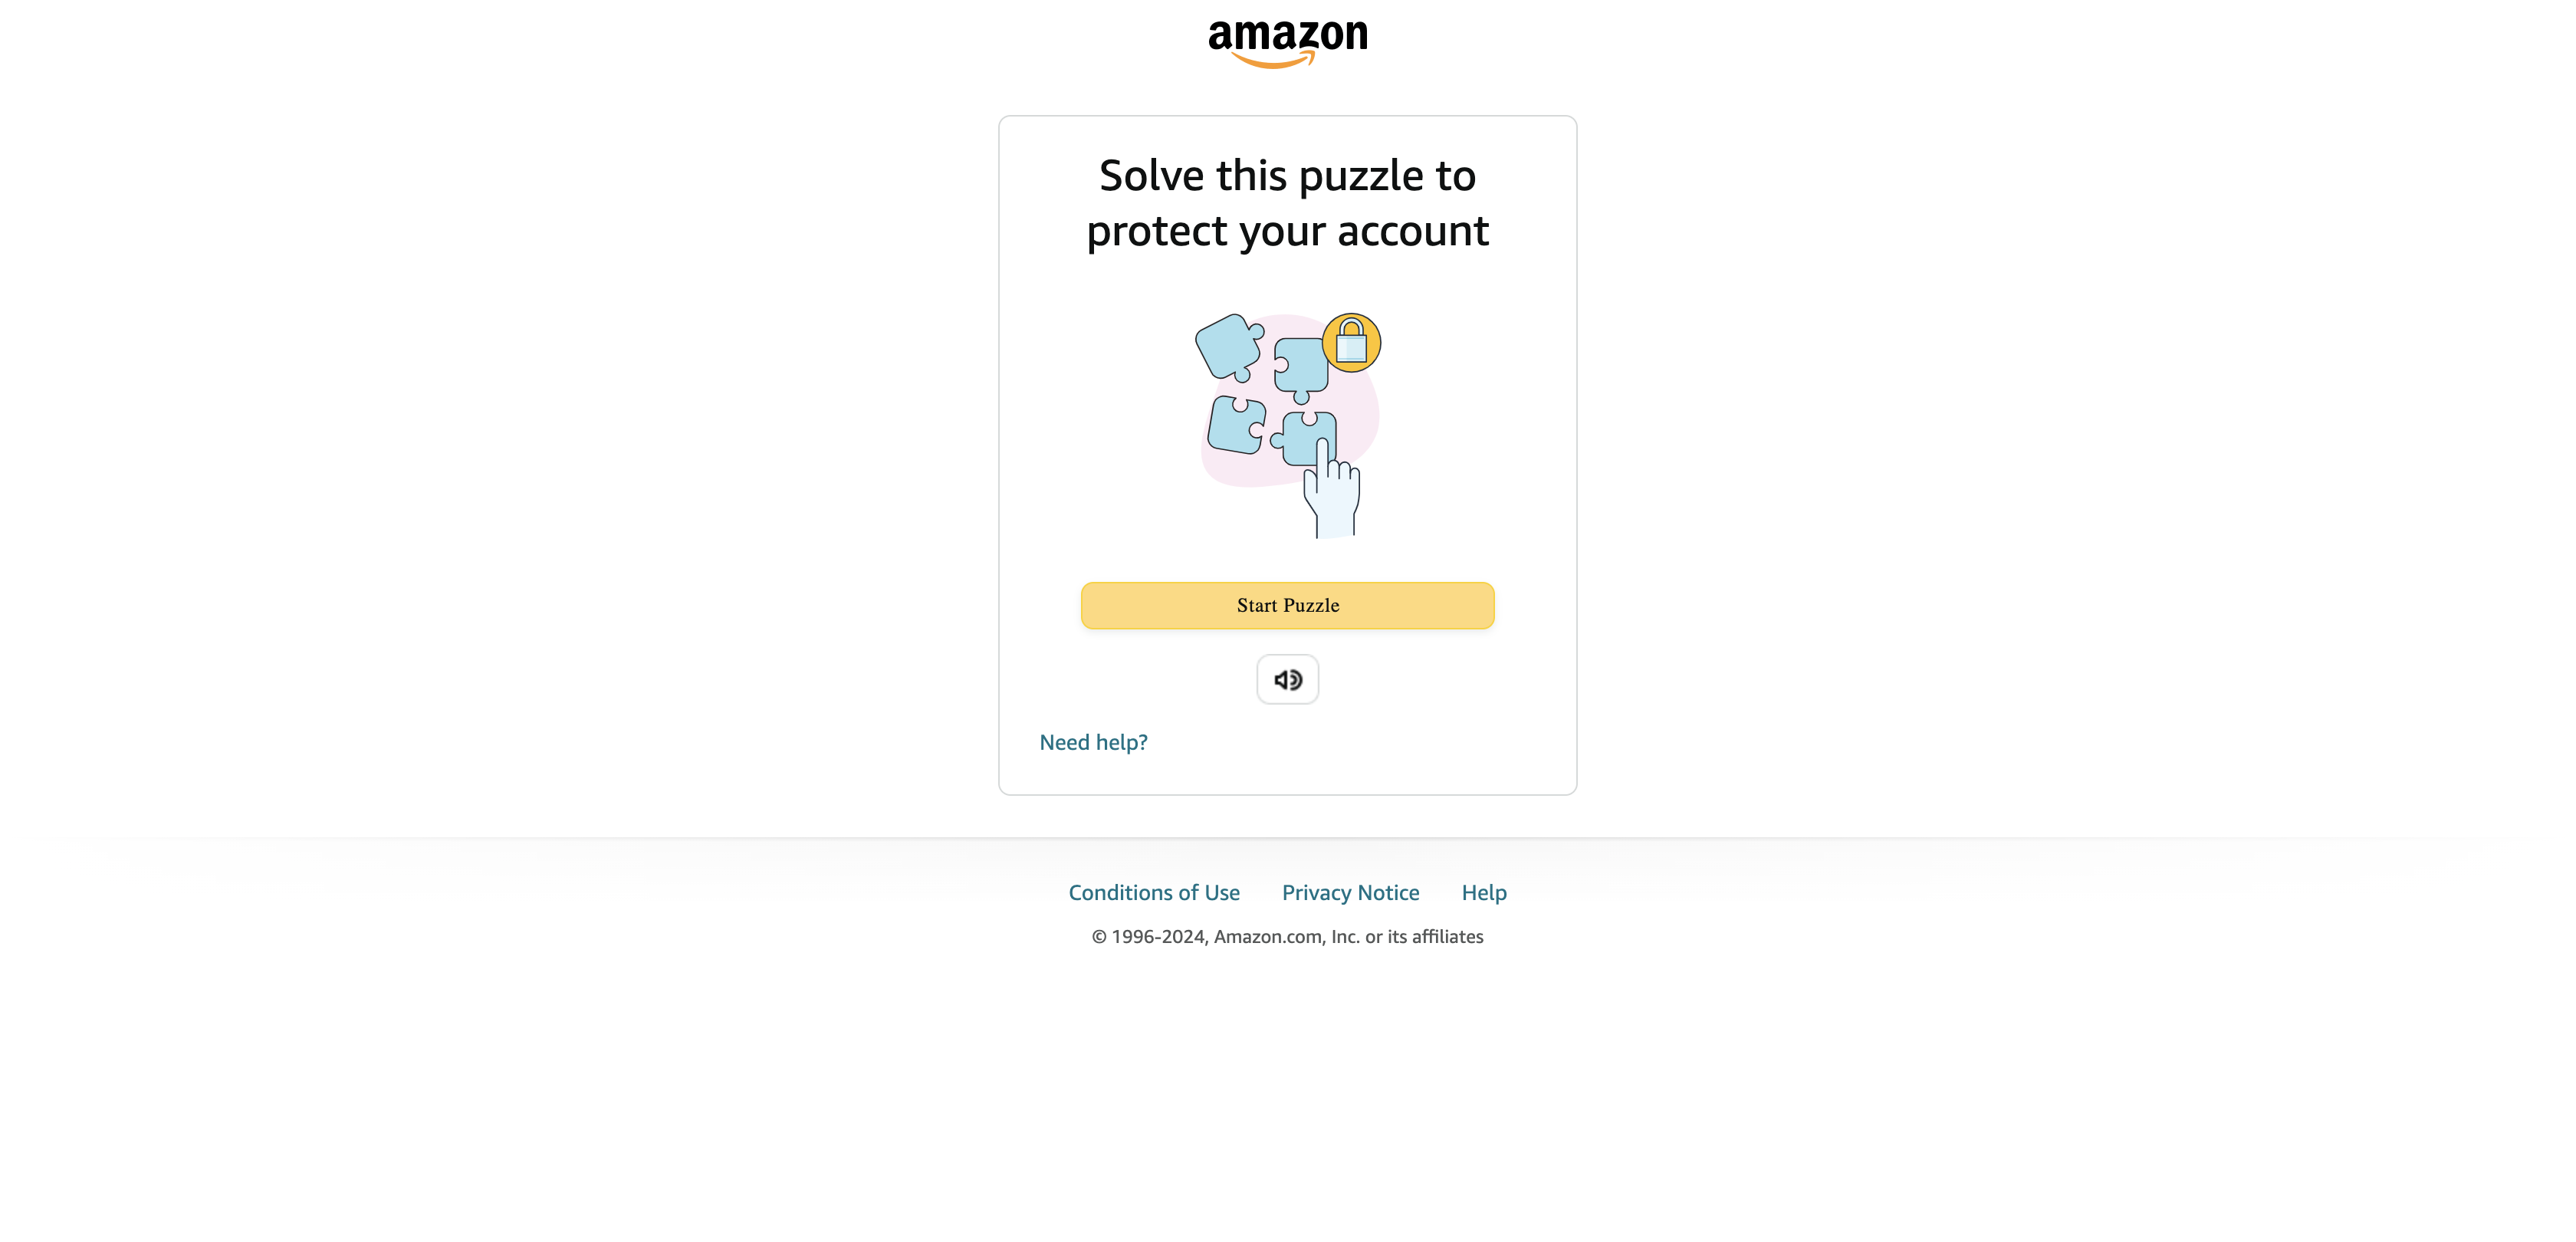 amazon
Solve this puzzle to
protect your account
Start Puzzle
Need help?
Conditions of Use Privacy Notice Help
© 1996-2024, Amazon.com, Inc. or its affiliates